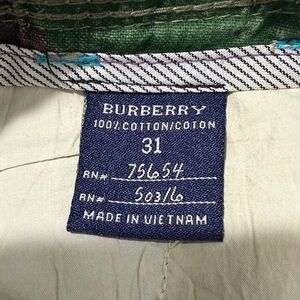 BURBERRY
100% COTTON/COTON
31
RN# 75654
RN# 50316
MADE IN VIETNAM